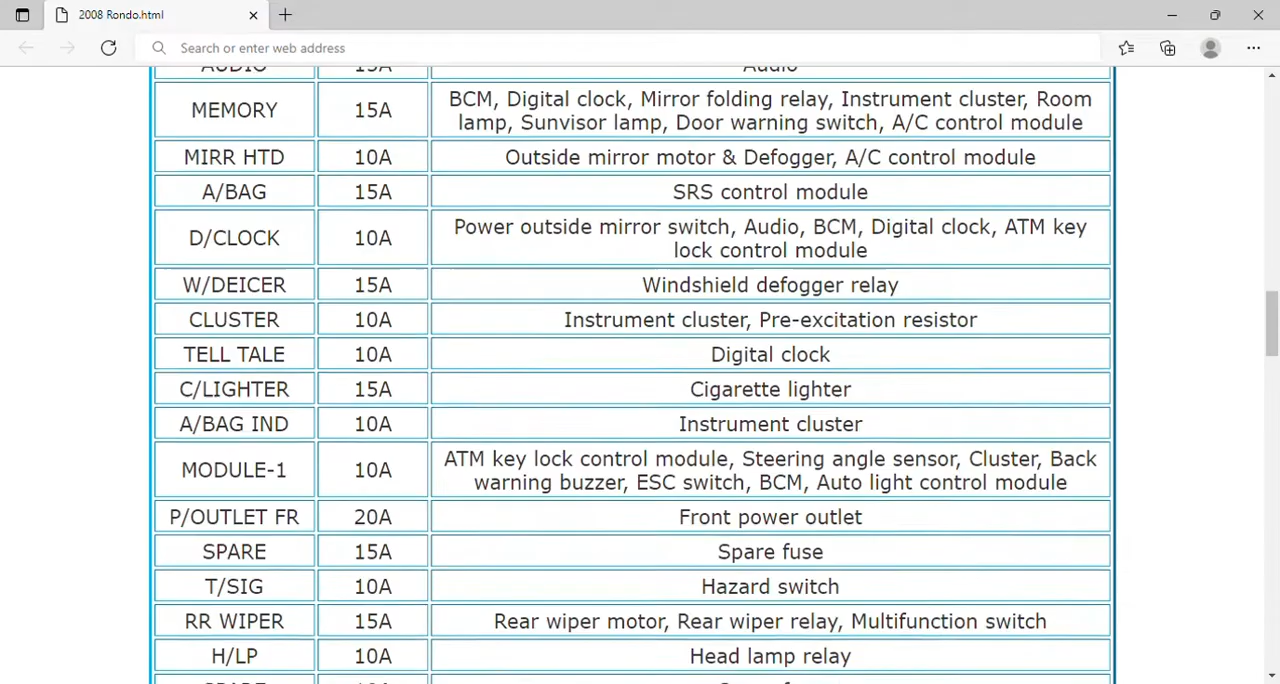 2008 Rondo.html
Search or enter web address
AUDIO 15A Audio
MEMORY 15A BCM, Digital clock, Mirror folding relay, Instrument cluster, Room
lamp, Sunvisor lamp, Door warning switch, A/C control module
MIRR HTD 10A Outside mirror motor & Defogger, A/C control module
A/BAG 15A SRS control module
D/CLOCK 10A Power outside mirror switch, Audio, BCM, Digital clock, ATM key
lock control module
W/DEICER 15A Windshield defogger relay
CLUSTER 10A Instrument cluster, Pre-excitation resistor
TELL TALE 10A Digital clock
C/LIGHTER 15A Cigarette lighter
A/BAG IND 10A Instrument cluster
MODULE-1 10A ATM key lock control module, Steering angle sensor, Cluster, Back
warning buzzer, ESC switch, BCM, Auto light control module
P/OUTLET FR 20A Front power outlet
SPARE 15A Spare fuse
T/SIG 10A Hazard switch
RR WIPER 15A Rear wiper motor, Rear wiper relay, Multifunction switch
H/LP 10A Head lamp relay